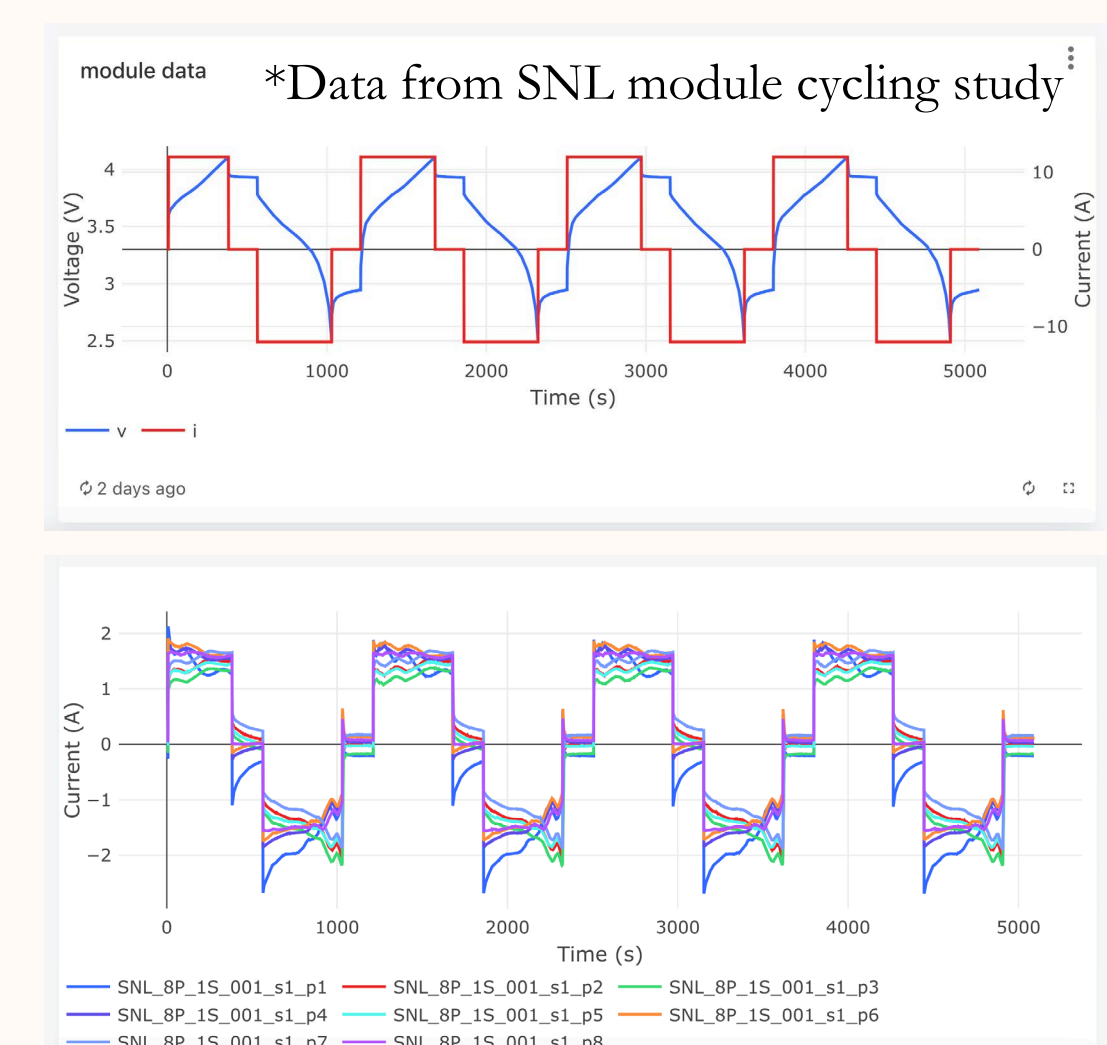 module data
*Data from SNL module cycling study
4
3.5
3
2.5
Voltage (V)
10
0
−10
Current (A)
0 1000 2000 3000 4000 5000
Time (s)
v i
2 days ago
2
1
0
−1
−2
Current (A)
0 1000 2000 3000 4000 5000
Time (s)
SNL_8P_1S_001_s1_p1 SNL_8P_1S_001_s1_p2 SNL_8P_1S_001_s1_p3
SNL_8P_1S_001_s1_p4 SNL_8P_1S_001_s1_p5 SNL_8P_1S_001_s1_p6
SNL_8P_1S_001_s1_p7 SNL_8P_1S_001_s1_p8